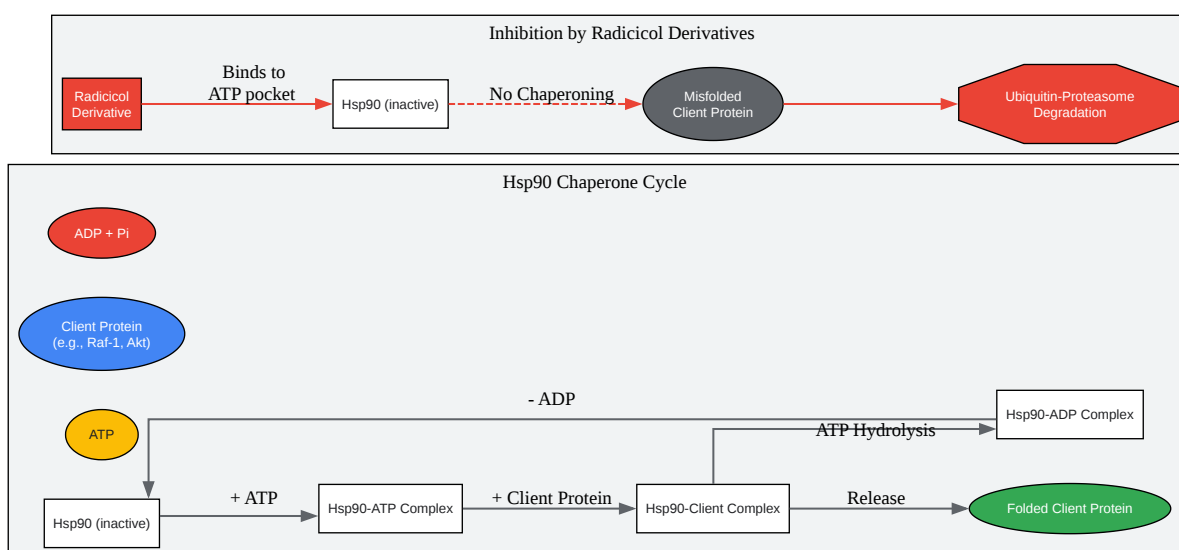 Inhibition by Radicicol Derivatives
Radicicol
Derivative
Binds to
ATP pocket
Hsp90 (inactive)
No Chaperoning
Misfolded
Client Protein
Ubiquitin-Proteasome
Degradation
Hsp90 Chaperone Cycle
ADP + Pi
Client Protein
(e.g., Raf-1, Akt)
ATP
- ADP
Hsp90-ADP Complex
ATP Hydrolysis
Hsp90 (inactive)
+ ATP
Hsp90-ATP Complex
+ Client Protein
Hsp90-Client Complex
Release
Folded Client Protein